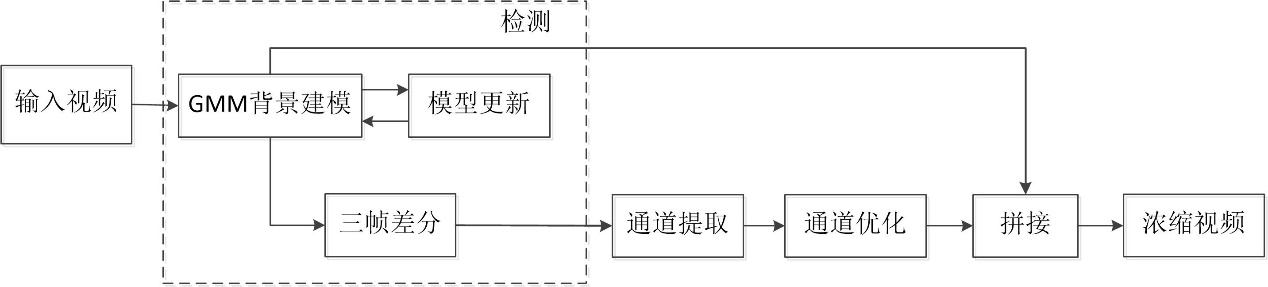 检测
输入视频
GMM背景建模
模型更新
三帧差分
通道提取
通道优化
拼接
浓缩视频